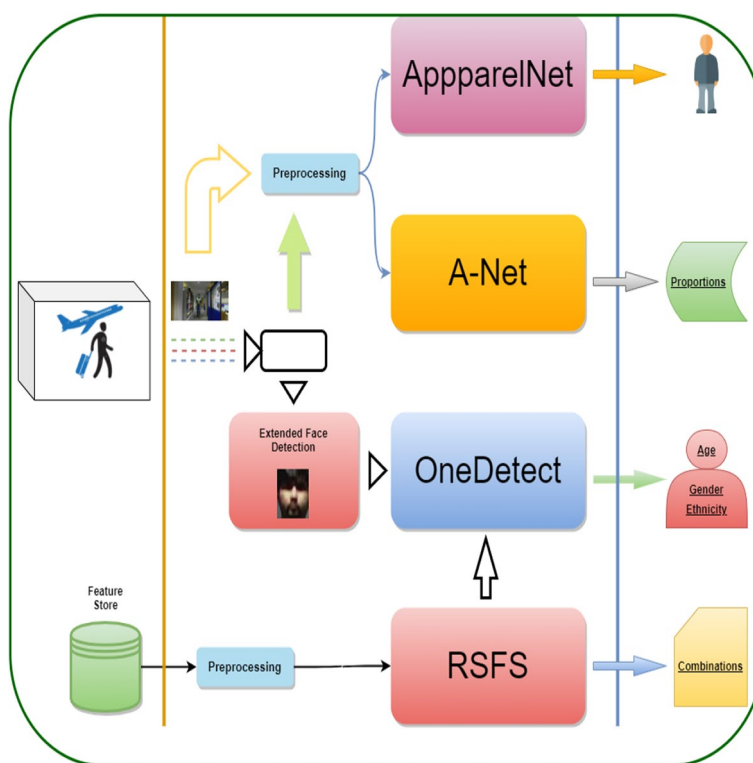 AppparelNet
Preprocessing
A-Net
Proportions
Extended Face
Detection
OneDetect
Age
Gender
Ethnicity
Feature
Store
Preprocessing
RSFS
Combinations